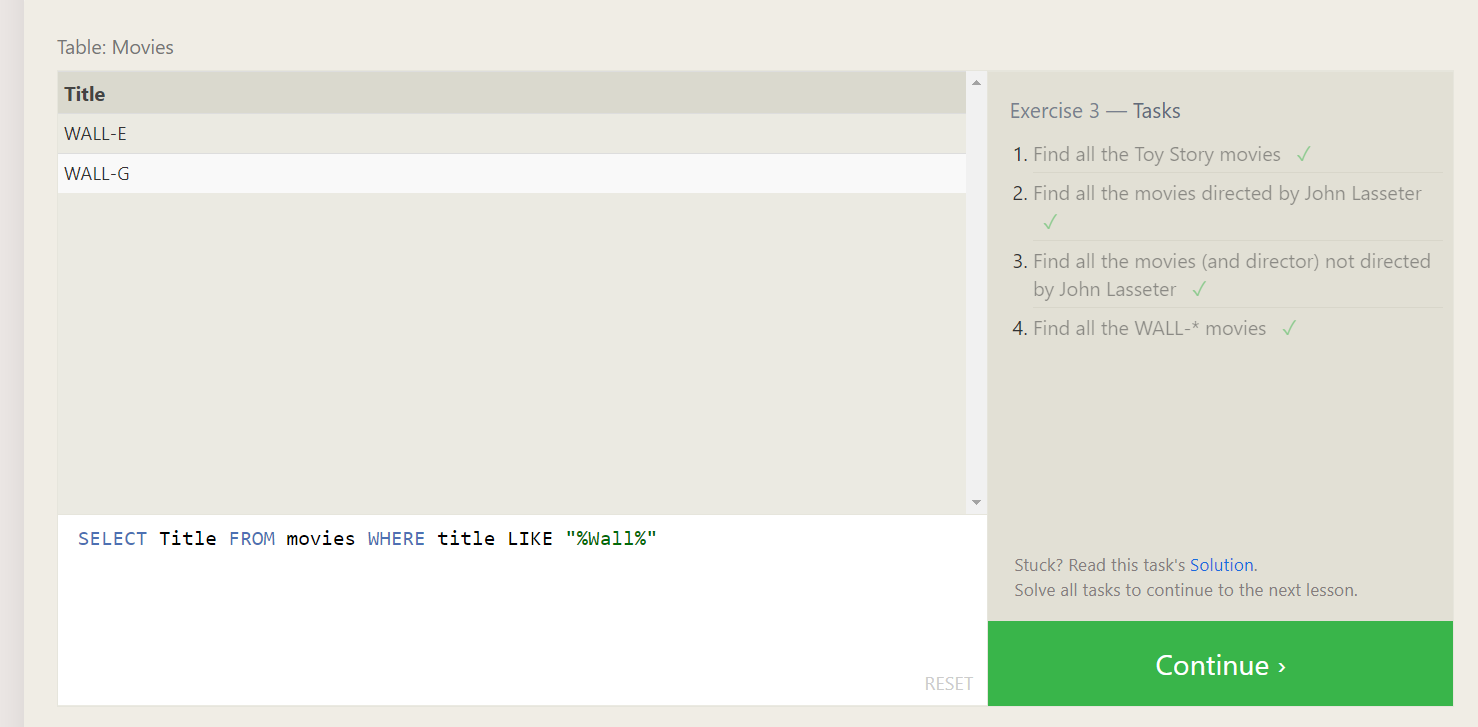 Table: Movies
Title
WALL-E
WALL-G
SELECT Title FROM movies WHERE title LIKE "%Wall%"
RESET
Exercise 3 — Tasks
1. Find all the Toy Story movies ✓
2. Find all the movies directed by John Lasseter
✓
3. Find all the movies (and director) not directed
by John Lasseter ✓
4. Find all the WALL-* movies ✓
Stuck? Read this task's Solution.
Solve all tasks to continue to the next lesson.
Continue ›